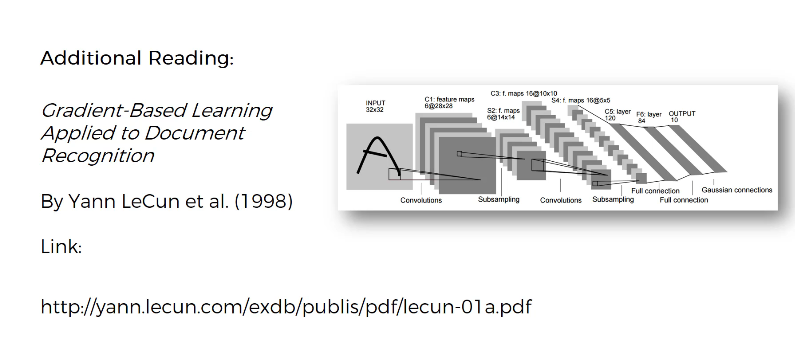 Additional Reading:
Gradient-Based Learning
Applied to Document
Recognition
By Yann LeCun et al. (1998)
Link:
http://yann.lecun.com/exdb/publis/pdf/lecun-01a.pdf
INPUT
32x32
C1: feature maps
6@28x28
C3: f. maps 16@10x10
S2: f. maps
6@14x14
S4: f. maps 16@5x5
C5: layer
120
F6: layer
84
OUTPUT
10
Convolutions
Subsampling
Convolutions
Subsampling
Full connection
Full connection
Gaussian connections
A